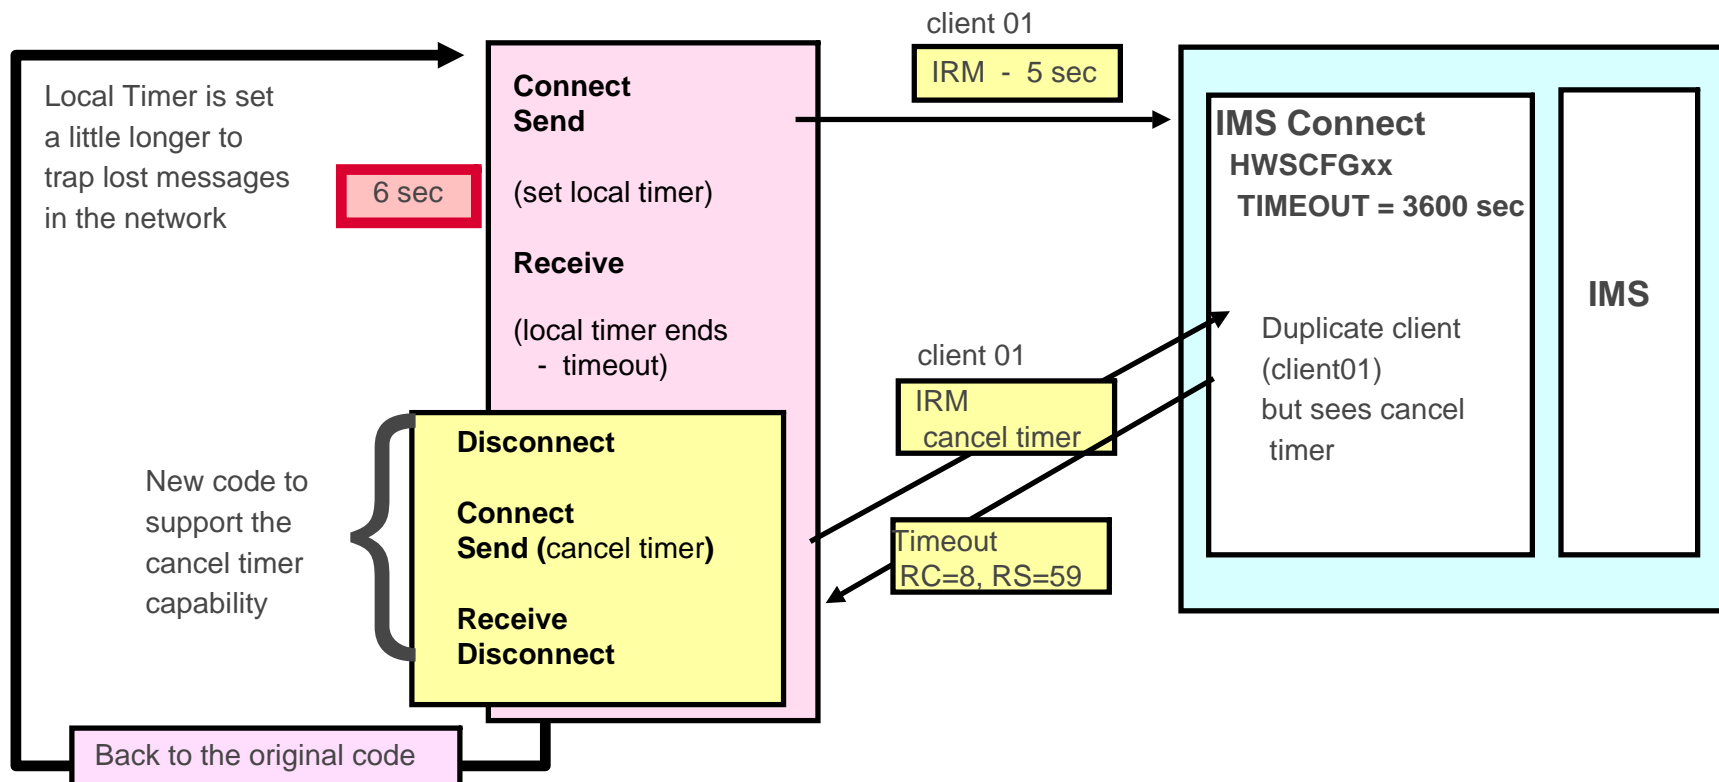 client 01
IRM - 5 sec
Local Timer is set
a little longer to
trap lost messages
in the network
6 sec
Connect
Send
(set local timer)
Receive
(local timer ends
- timeout)
IMS Connect
HWSCFGxx
TIMEOUT = 3600 sec
Duplicate client
(client01)
but sees cancel
timer
IMS
client 01
IRM
cancel timer
New code to
support the
cancel timer
capability
Disconnect
Connect
Send (cancel timer)
Receive
Disconnect
Timeout
RC=8, RS=59
Back to the original code